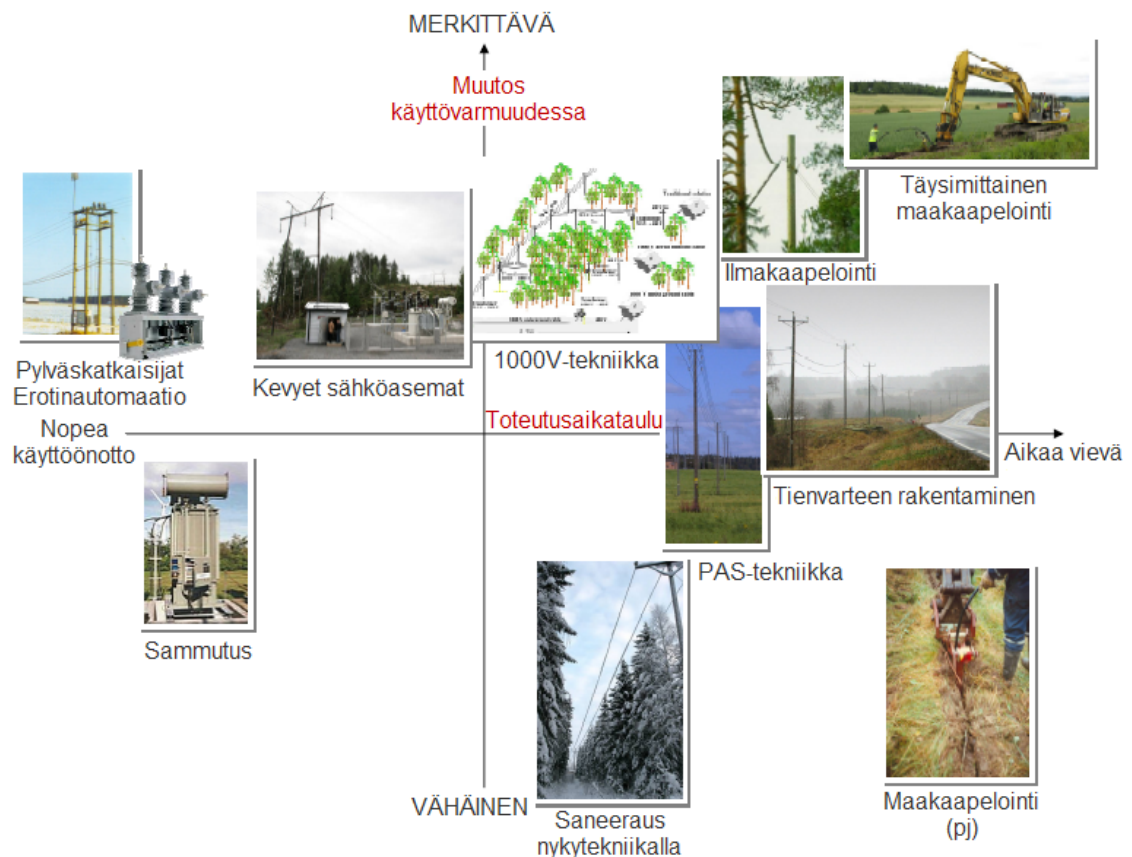 MERKITTÄVÄ
Muutos
käyttövarmuudessa
Täysimittainen
maakaapelointi
Ilmakaapelointi
Pylväskatkaisijat
Erotinautomaatio
Kevyet sähköasemat
1000V-tekniikka
Nopea
käyttöönotto
Toteutusaikataulu
Aikaa vievä
Tienvarteen rakentaminen
PAS-tekniikka
Sammutus
VÄHÄINEN
Saneeraus
nykytekniikalla
Maakaapelointi
(pj)